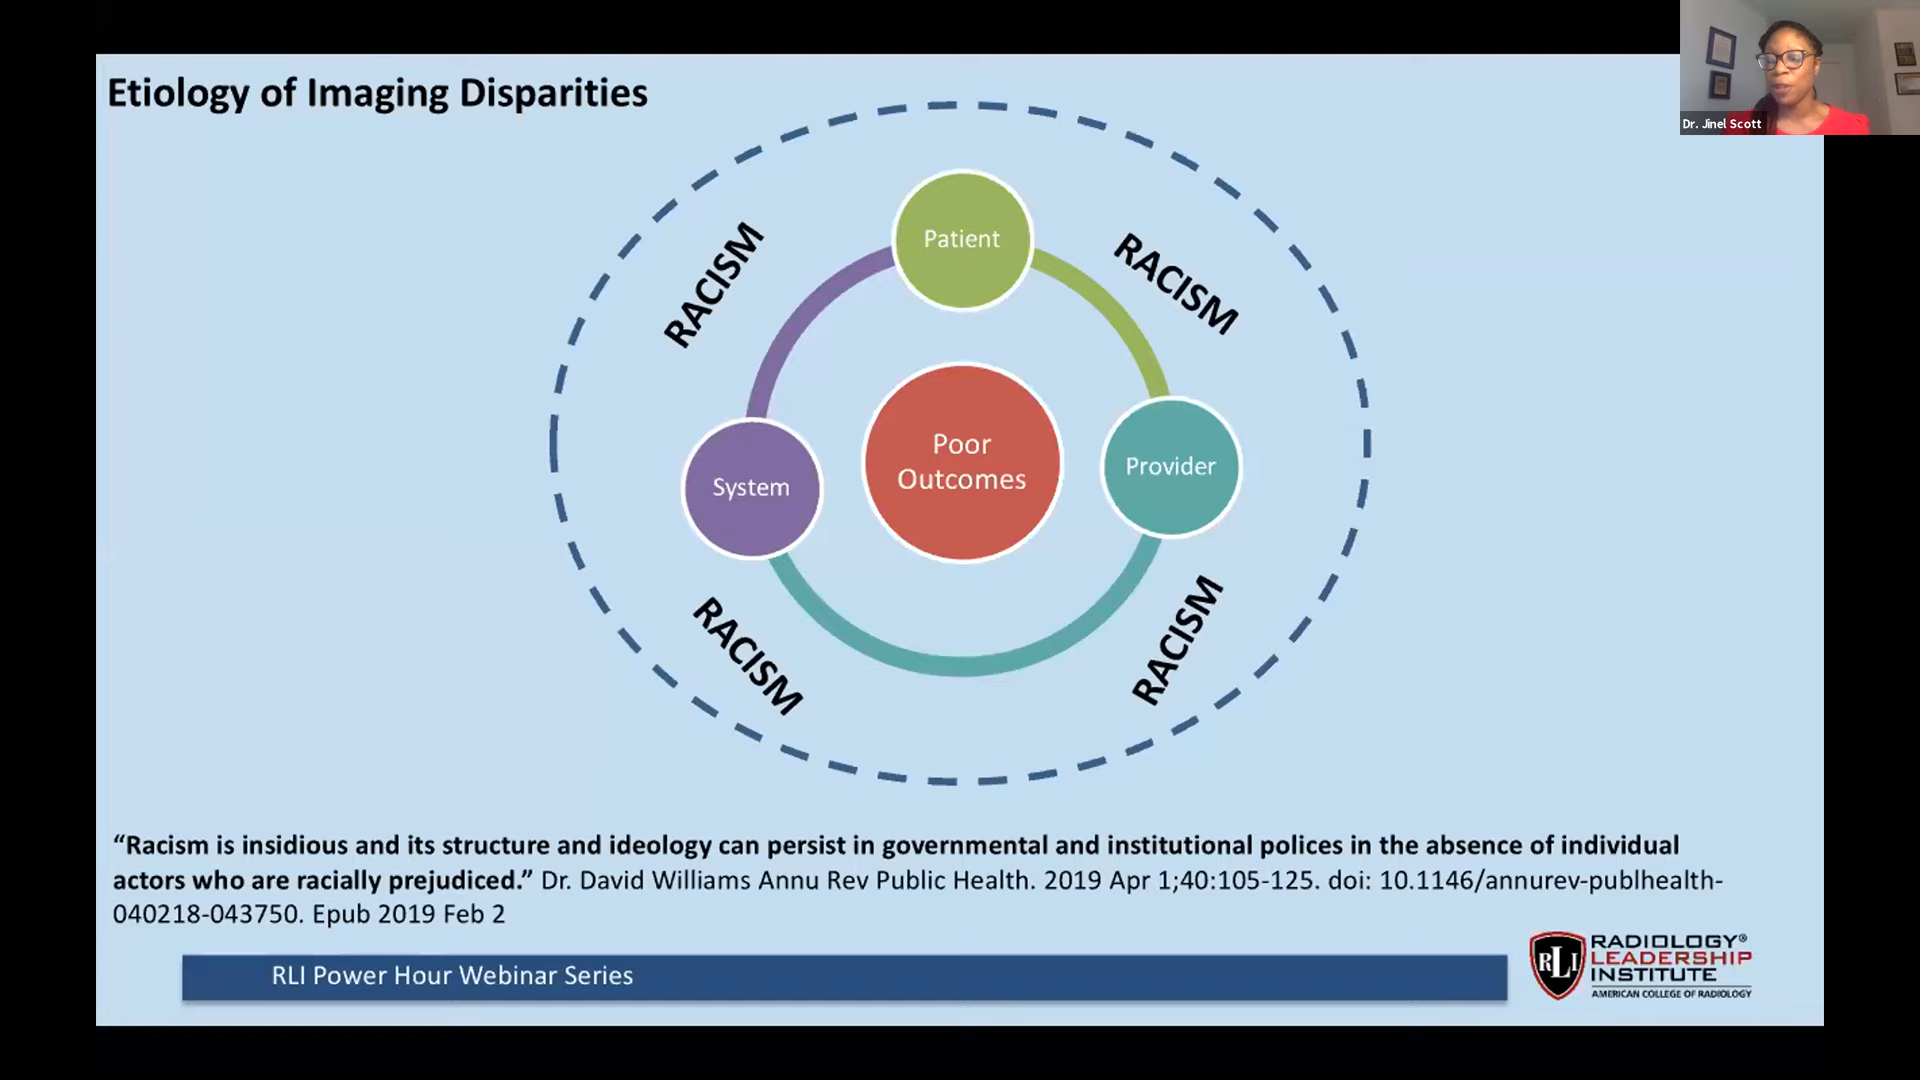 Etiology of Imaging Disparities
Dr. Jinel Scott
Patient
RACISM
RACISM
Poor
Outcomes
Provider
System
RACISM
RACISM
“Racism is insidious and its structure and ideology can persist in governmental and institutional polices in the absence of individual
actors who are racially prejudiced.” Dr. David Williams Annu Rev Public Health. 2019 Apr 1;40:105-125. doi: 10.1146/annurev-publhealth-
040218-043750. Epub 2019 Feb 2
RLI Power Hour Webinar Series
RLI
RADIOLOGY®
LEADERSHIP
INSTITUTE
AMERICAN COLLEGE OF RADIOLOGY